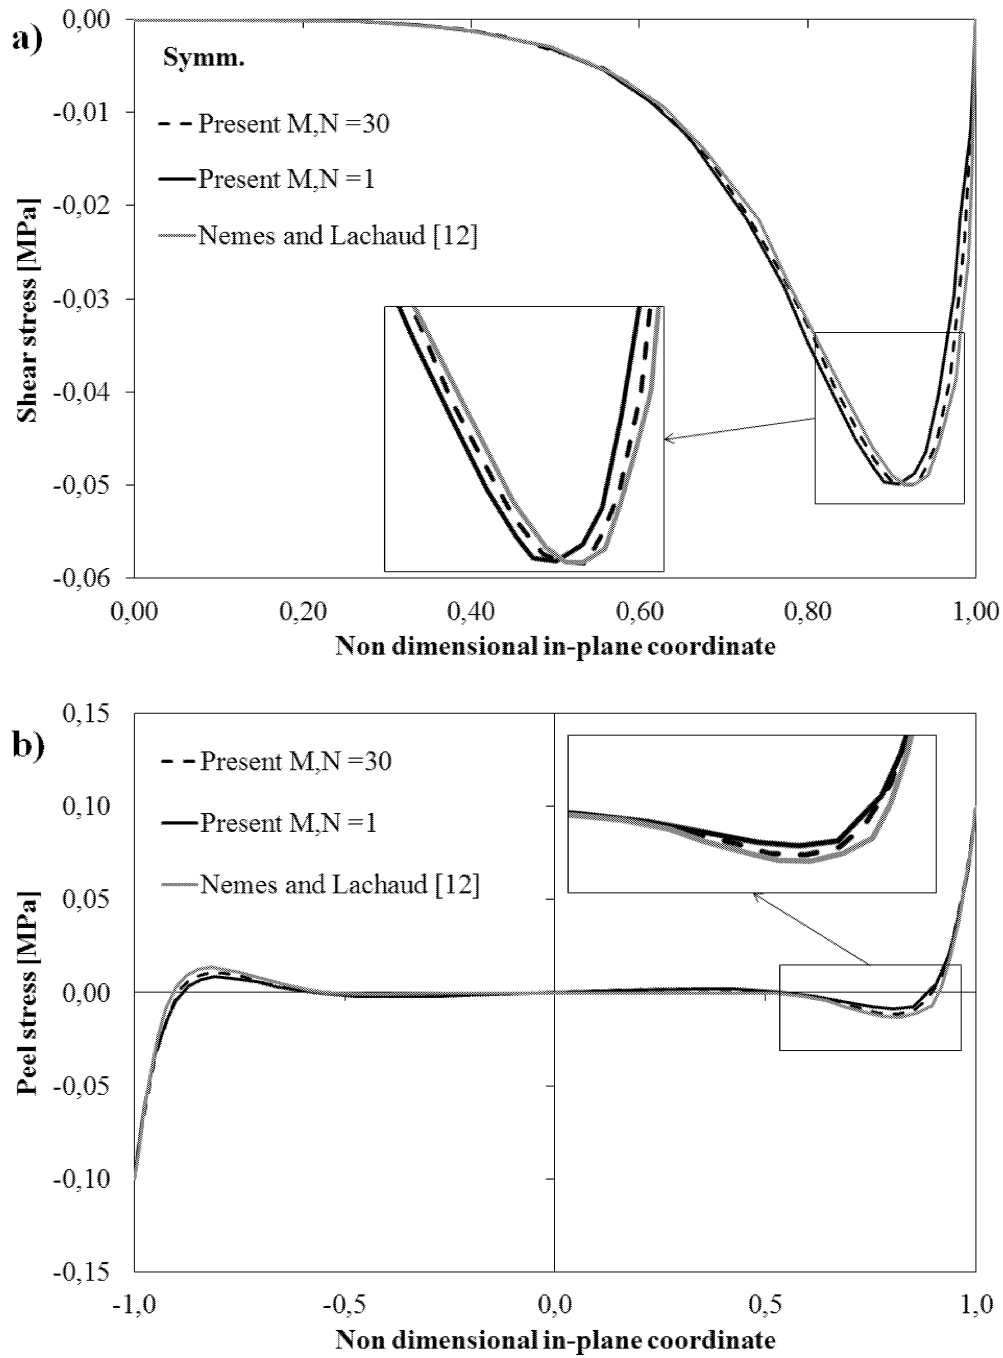 a)
Symm.
Present M,N =30
Present M,N =1
Nemes and Lachaud [12]
Shear stress [MPa]
0,00
-0,01
-0,02
-0,03
-0,04
-0,05
-0,06
0,00
0,20
0,40
0,60
0,80
1,00
Non dimensional in-plane coordinate
b)
Present M,N =30
Present M,N =1
Nemes and Lachaud [12]
Peel stress [MPa]
0,15
0,10
0,05
0,00
-0,05
-0,10
-0,15
-1,0
-0,5
0,0
0,5
1,0
Non dimensional in-plane coordinate